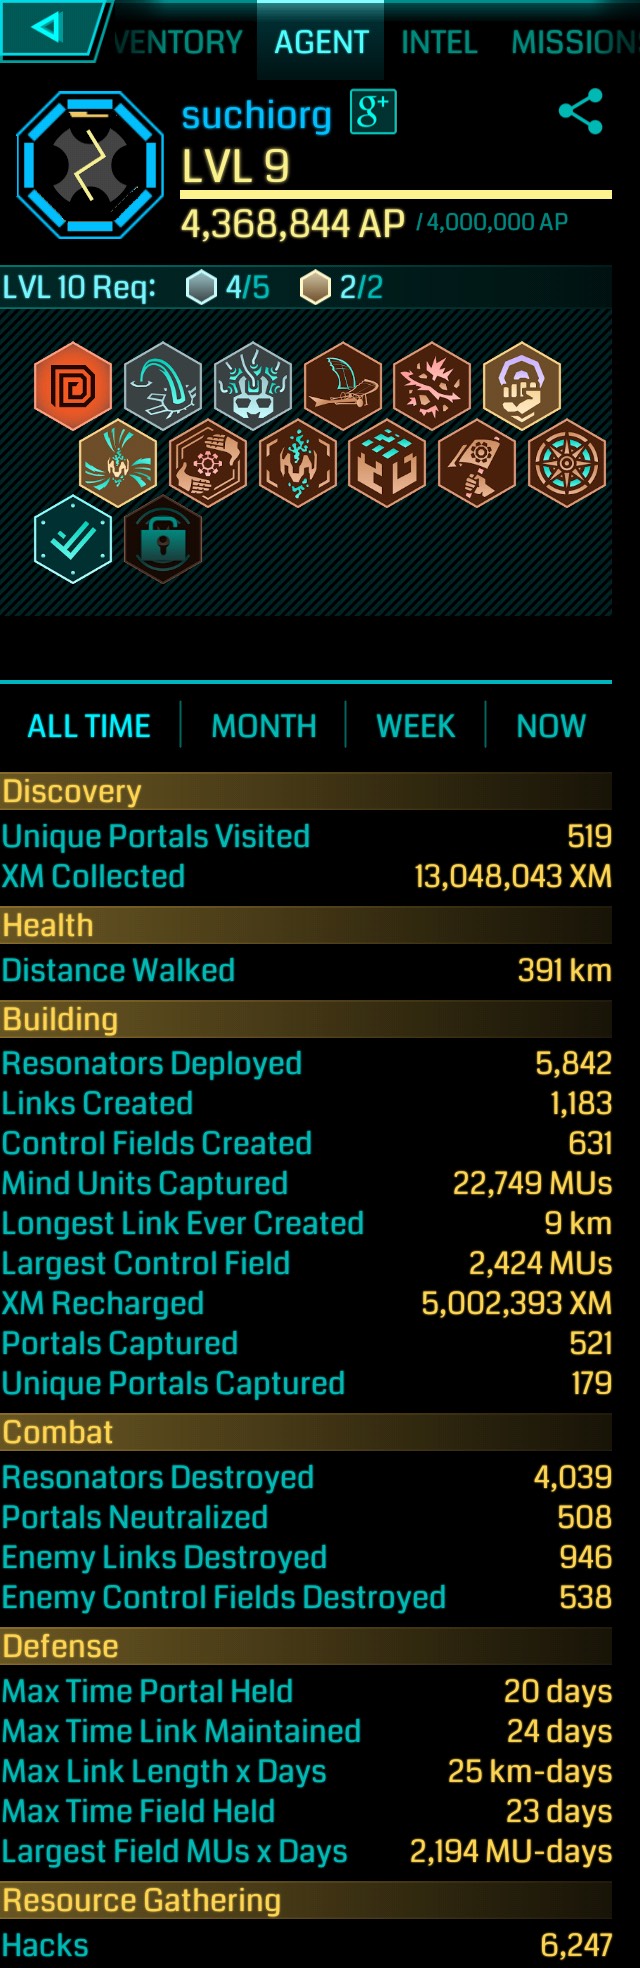 VENTORY AGENT INTEL MISSION
suchiorg g+
LVL 9
4,368,844 AP / 4,000,000 AP
LVL 10 Req: 4/5 2/2
ALL TIME MONTH WEEK NOW
Discovery
Unique Portals Visited 519
XM Collected 13,048,043 XM
Health
Distance Walked 391 km
Building
Resonators Deployed 5,842
Links Created 1,183
Control Fields Created 631
Mind Units Captured 22,749 MUs
Longest Link Ever Created 9 km
Largest Control Field 2,424 MUs
XM Recharged 5,002,393 XM
Portals Captured 521
Unique Portals Captured 179
Combat
Resonators Destroyed 4,039
Portals Neutralized 508
Enemy Links Destroyed 946
Enemy Control Fields Destroyed 538
Defense
Max Time Portal Held 20 days
Max Time Link Maintained 24 days
Max Link Length x Days 25 km-days
Max Time Field Held 23 days
Largest Field MUs x Days 2,194 MU-days
Resource Gathering
Hacks 6,247